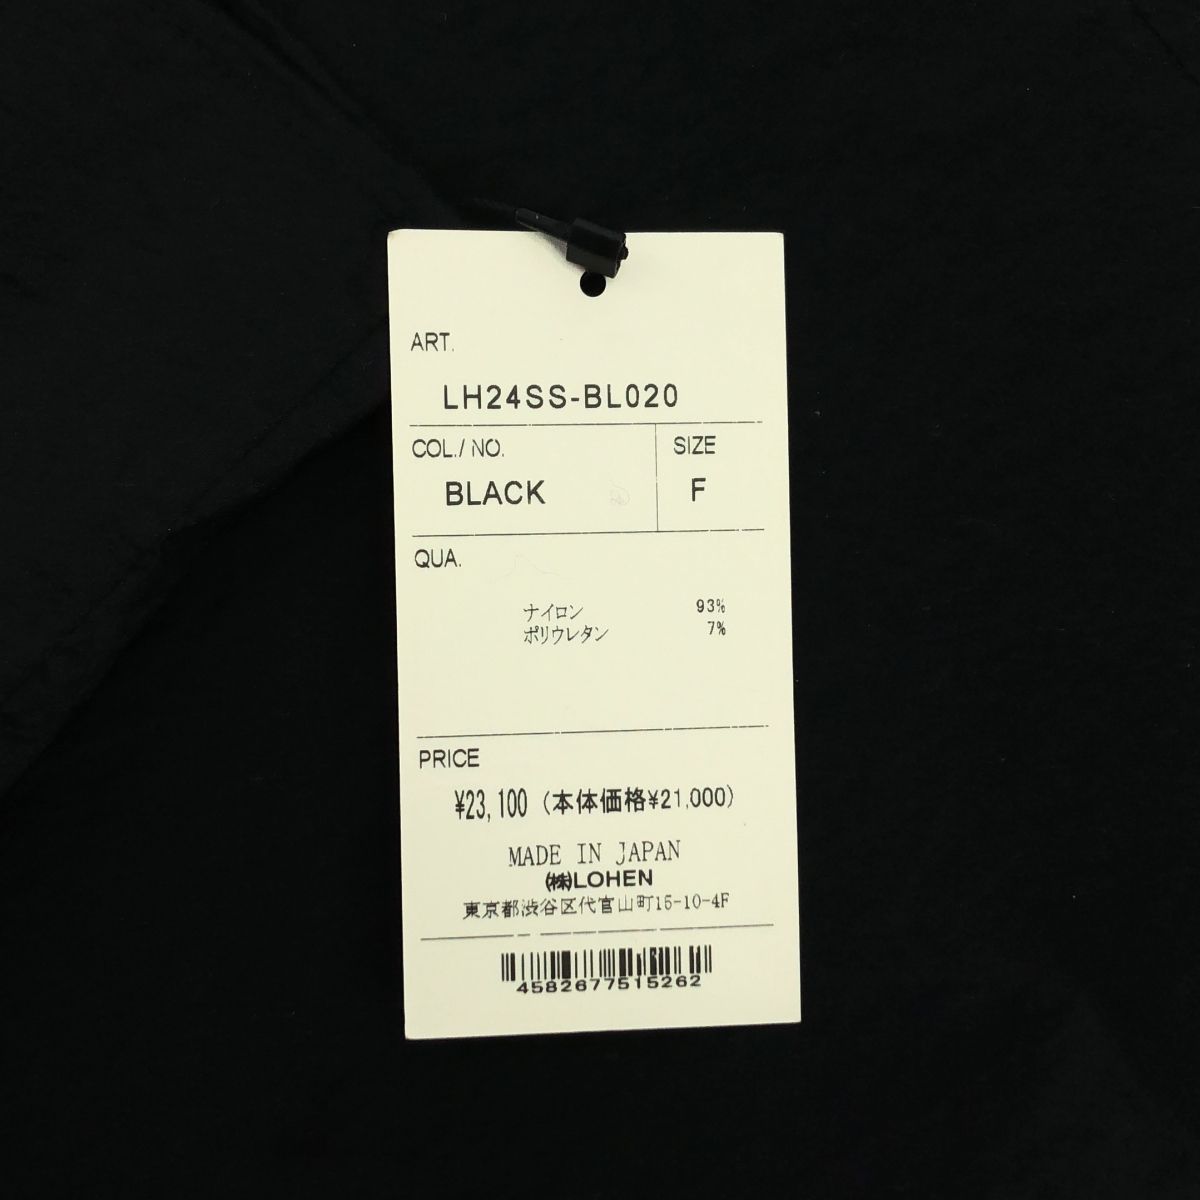 ART.
LH24SS-BL020
COL./ NO. SIZE
BLACK F
QUA.
ナイロン 93%
ポリウレタン 7%
PRICE
¥23,100 (本体価格¥21,000)
MADE IN JAPAN
㈱LOHEN
東京都渋谷区代官山町15-10-4F
4582677515262